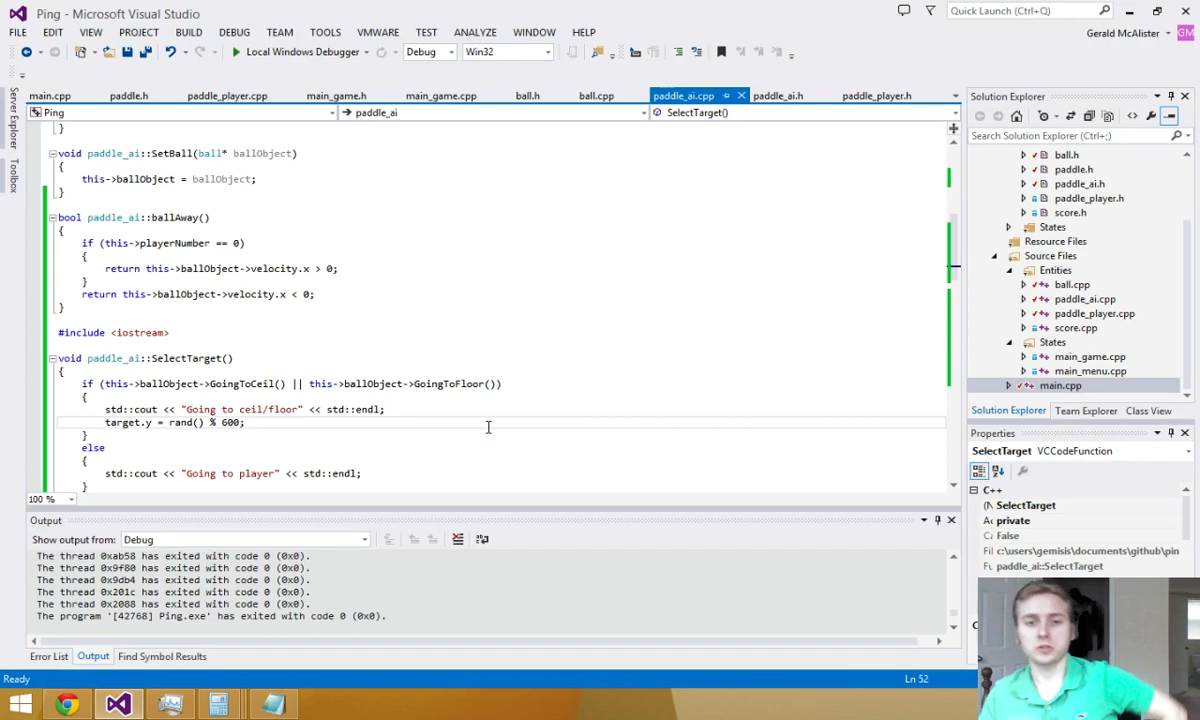 Ping - Microsoft Visual Studio
Quick Launch (Ctrl+Q)
FILE EDIT VIEW PROJECT BUILD DEBUG TEAM TOOLS VMWARE TEST ANALYZE WINDOW HELP
Gerald McAlister GM
Local Windows Debugger Debug Win32
main.cpp paddle.h paddle_player.cpp main_game.h main_game.cpp ball.h ball.cpp paddle_ai.cpp paddle_ai.h paddle_player.h
Ping paddle_ai SelectTarget()
Server Explorer
Toolbox
}
void paddle_ai::SetBall(ball* ballObject)
{
this->ballObject = ballObject;
}
bool paddle_ai::ballAway()
{
if (this->playerNumber == 0)
{
return this->ballObject->velocity.x > 0;
}
return this->ballObject->velocity.x < 0;
}
#include <iostream>
void paddle_ai::SelectTarget()
{
if (this->ballObject->GoingToCeil() || this->ballObject->GoingToFloor())
{
std::cout << "Going to ceil/floor" << std::endl;
target.y = rand() % 600;
}
else
{
std::cout << "Going to player" << std::endl;
}
100 %
Output
Show output from: Debug
The thread 0xab58 has exited with code 0 (0x0).
The thread 0x9f80 has exited with code 0 (0x0).
The thread 0x9db4 has exited with code 0 (0x0).
The thread 0x201c has exited with code 0 (0x0).
The thread 0x2088 has exited with code 0 (0x0).
The program '[42768] Ping.exe' has exited with code 0 (0x0).
Error List Output Find Symbol Results
Ready
Ln 52
Solution Explorer
Search Solution Explorer (Ctrl+;)
ball.h
paddle.h
paddle_ai.h
paddle_player.h
score.h
States
Resource Files
Source Files
Entities
ball.cpp
paddle_ai.cpp
paddle_player.cpp
score.cpp
States
main_game.cpp
main_menu.cpp
main.cpp
Solution Explorer Team Explorer Class View
Properties
SelectTarget VCCodeFunction
C++
(N SelectTarget
Ac private
Ca False
Fil c:\users\gemisis\documents\github\pin
Fu paddle_ai::SelectTarget